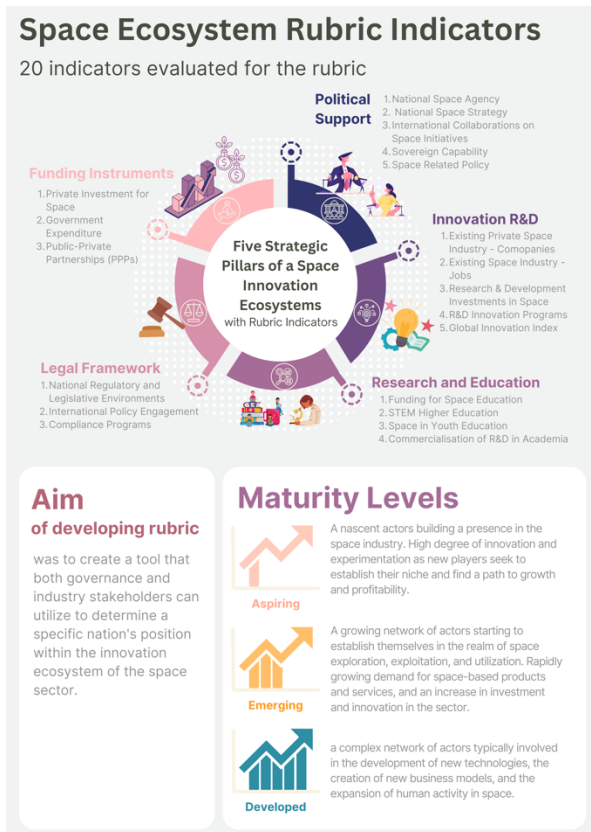 Space Ecosystem Rubric Indicators
20 indicators evaluated for the rubric
Political
Support
1. National Space Agency
2. National Space Strategy
3. International Collaborations on
Space Initiatives
4. Sovereign Capability
5. Space Related Policy
Funding Instruments
1. Private Investment for
Space
2. Government
Expenditure
3. Public-Private
Partnerships (PPPs)
Five Strategic
Pillars of a Space
Innovation
Ecosystems
with Rubric Indicators
Innovation R&D
1. Existing Private Space
Industry - Comopanies
2. Existing Space Industry -
Jobs
3. Research & Development
Investments in Space
4. R&D Innovation Programs
5. Global Innovation Index
Legal Framework
1. National Regulatory and
Legislative Environments
2. International Policy Engagement
3. Compliance Programs
Research and Education
1. Funding for Space Education
2. STEM Higher Education
3. Space in Youth Education
4. Commercialisation of R&D in Academia
Aim
of developing rubric
was to create a tool that
both governance and
industry stakeholders can
utilize to determine a
specific nation's position
within the innovation
ecosystem of the space
sector.
Maturity Levels
Aspiring
A nascent actors building a presence in the
space industry. High degree of innovation and
experimentation as new players seek to
establish their niche and find a path to growth
and profitability.
Emerging
A growing network of actors starting to
establish themselves in the realm of space
exploration, exploitation, and utilization. Rapidly
growing demand for space-based products
and services, and an increase in investment
and innovation in the sector.
Developed
a complex network of actors typically involved
in the development of new technologies, the
creation of new business models, and the
expansion of human activity in space.